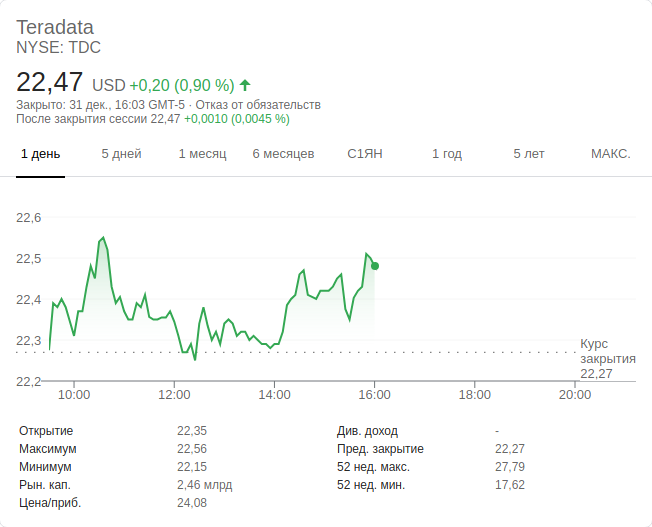 Teradata
NYSE: TDC
22,47 USD +0,20 (0,90 %)
Закрыто: 31 дек., 16:03 GMT-5 · Отказ от обязательств
После закрытия сессии 22,47 +0,0010 (0,0045 %)
1 день 5 дней 1 месяц 6 месяцев С1ЯН 1 год 5 лет МАКС.
22,6
22,5
22,4
22,3
22,2
Курс
закрытия
22,27
10:00 12:00 14:00 16:00 18:00 20:00
Открытие 22,35 Див. доход -
Максимум 22,56 Пред. закрытие 22,27
Минимум 22,15 52 нед. макс. 27,79
Рын. кап. 2,46 млрд 52 нед. мин. 17,62
Цена/приб. 24,08